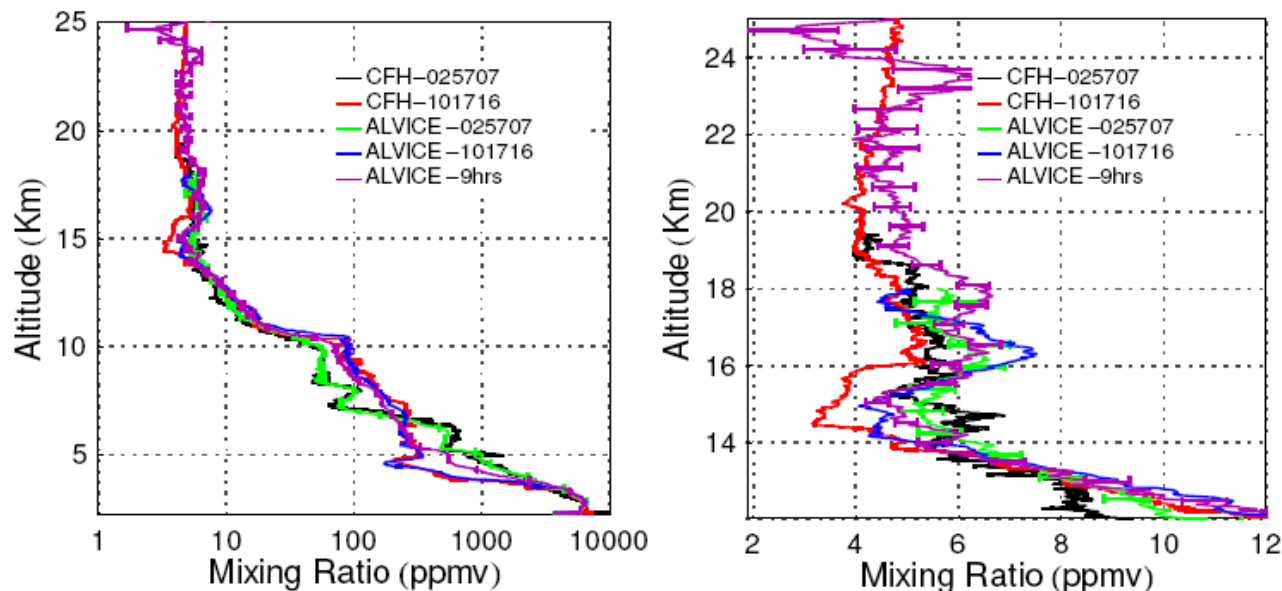 25
20
15
10
5
Altitude (Km)
CFH-025707
CFH-101716
ALVICE-025707
ALVICE-101716
ALVICE-9hrs
1 10 100 1000 10000
Mixing Ratio (ppmv)
24
22
20
18
16
14
Altitude (Km)
CFH-025707
CFH-101716
ALVICE-025707
ALVICE-101716
ALVICE-9hrs
2 4 6 8 10 12
Mixing Ratio (ppmv)